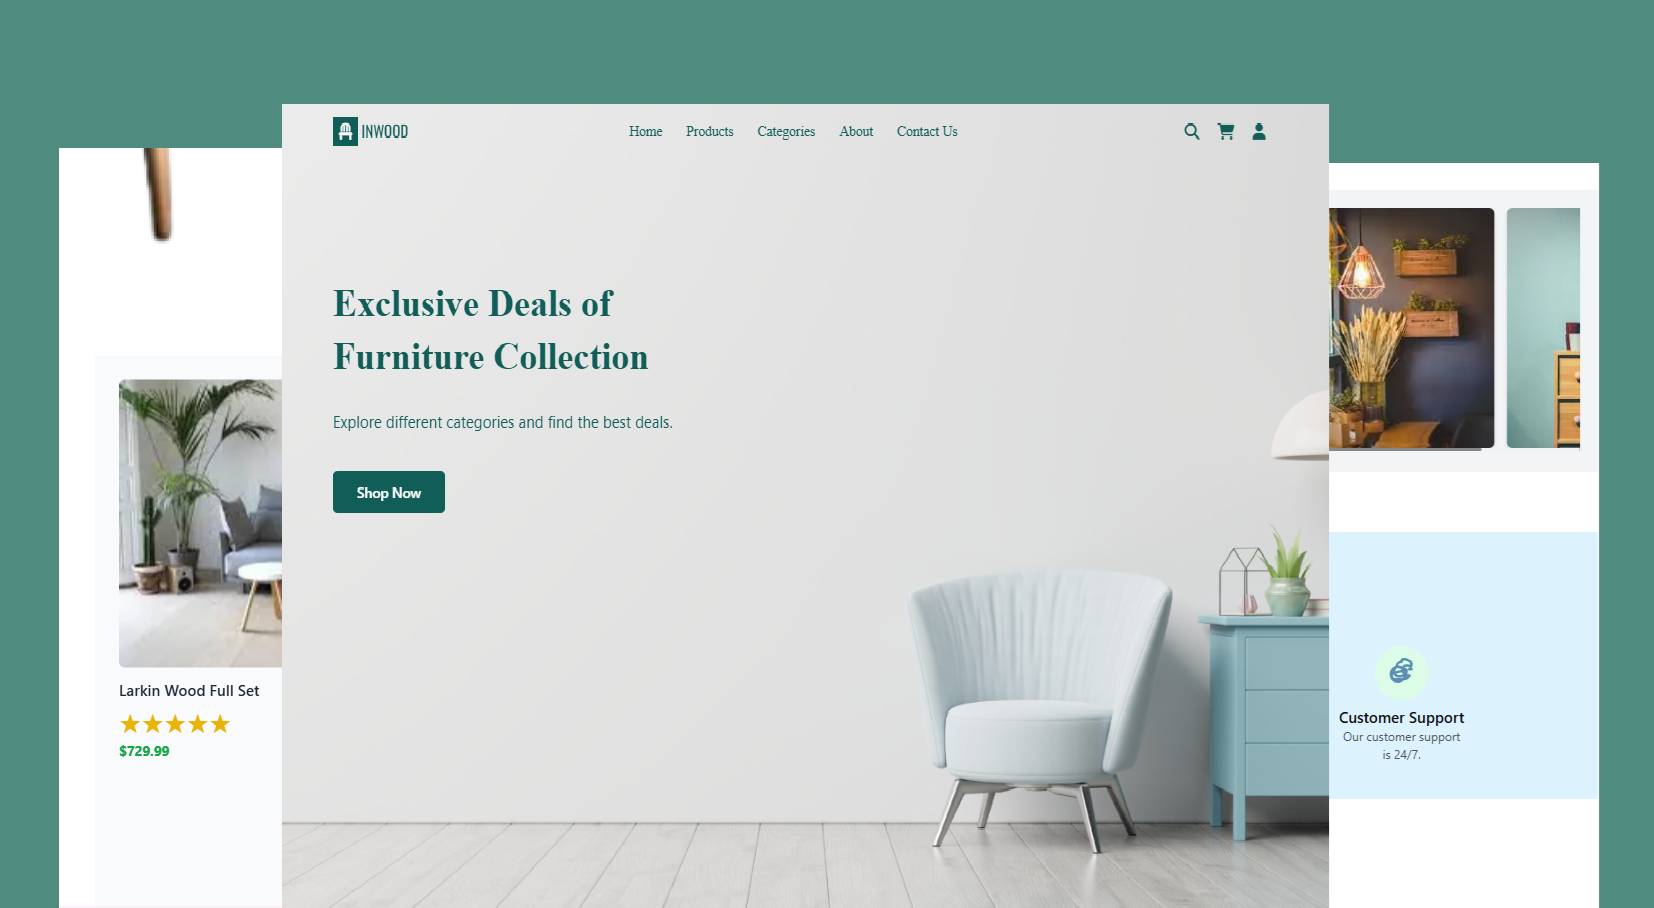 INWOOD
Home Products Categories About Contact Us
Exclusive Deals of
Furniture Collection
Explore different categories and find the best deals.
Shop Now
Larkin Wood Full Set
$729.99
Customer Support
Our customer support
is 24/7.